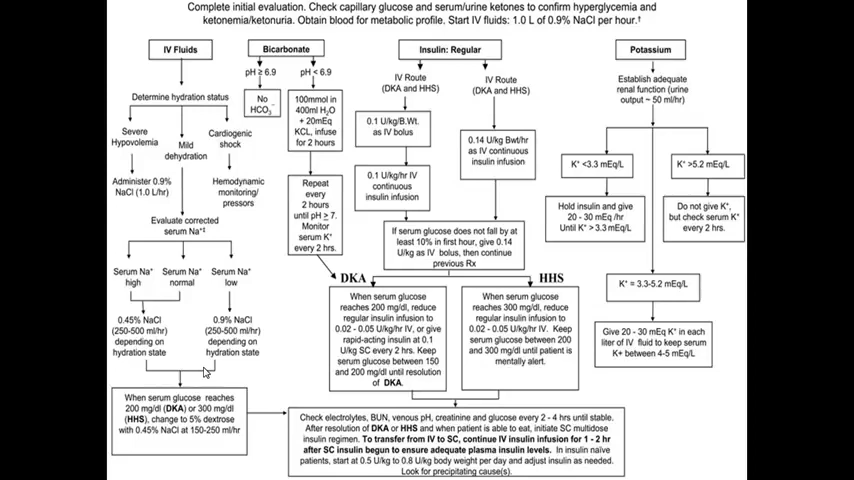 Complete initial evaluation. Check capillary glucose and serum/urine ketones to confirm hyperglycemia and
ketonemia/ketonuria. Obtain blood for metabolic profile. Start IV fluids: 1.0 L of 0.9% NaCl per hour.†
IV Fluids
Determine hydration status
Severe
Hypovolemia
Mild
dehydration
Cardiogenic
shock
Administer 0.9%
NaCl (1.0 L/hr)
Hemodynamic
monitoring/
pressors
Evaluate corrected
serum Na⁺‡
Serum Na⁺
high
Serum Na⁺
normal
Serum Na⁺
low
0.45% NaCl
(250-500 ml/hr)
depending on
hydration state
0.9% NaCl
(250-500 ml/hr)
depending on
hydration state
When serum glucose reaches
200 mg/dl (DKA) or 300 mg/dl
(HHS), change to 5% dextrose
with 0.45% NaCl at 150-250 ml/hr
Bicarbonate
pH ≥ 6.9
pH < 6.9
No
HCO₃⁻
100mmol in
400ml H₂O
+ 20mEq
KCL, infuse
for 2 hours
Repeat
every
2 hours
until pH ≥ 7.
Monitor
serum K⁺
every 2 hrs.
Insulin: Regular
IV Route
(DKA and HHS)
IV Route
(DKA and HHS)
0.1 U/kg/B.Wt.
as IV bolus
0.14 U/kg Bwt/hr
as IV continuous
insulin infusion
0.1 U/kg/hr IV
continuous
insulin infusion
If serum glucose does not fall by at
least 10% in first hour, give 0.14
U/kg as IV bolus, then continue
previous Rx
DKA
HHS
When serum glucose
reaches 200 mg/dl, reduce
regular insulin infusion to
0.02 - 0.05 U/kg/hr IV, or give
rapid-acting insulin at 0.1
U/kg SC every 2 hrs. Keep
serum glucose between 150
and 200 mg/dl until resolution
of DKA.
When serum glucose
reaches 300 mg/dl, reduce
regular insulin infusion to
0.02 - 0.05 U/kg/hr IV. Keep
serum glucose between 200
and 300 mg/dl until patient is
mentally alert.
Potassium
Establish adequate
renal function (urine
output ~ 50 ml/hr)
K⁺ <3.3 mEq/L
K⁺ >5.2 mEq/L
Hold insulin and give
20 - 30 mEq /hr
Until K⁺ > 3.3 mEq/L
Do not give K⁺,
but check serum K⁺
every 2 hrs.
K⁺ = 3.3-5.2 mEq/L
Give 20 - 30 mEq K⁺ in each
liter of IV fluid to keep serum
K+ between 4-5 mEq/L
Check electrolytes, BUN, venous pH, creatinine and glucose every 2 - 4 hrs until stable.
After resolution of DKA or HHS and when patient is able to eat, initiate SC multidose
insulin regimen. To transfer from IV to SC, continue IV insulin infusion for 1 - 2 hr
after SC insulin begun to ensure adequate plasma insulin levels. In insulin naïve
patients, start at 0.5 U/kg to 0.8 U/kg body weight per day and adjust insulin as needed.
Look for precipitating cause(s).